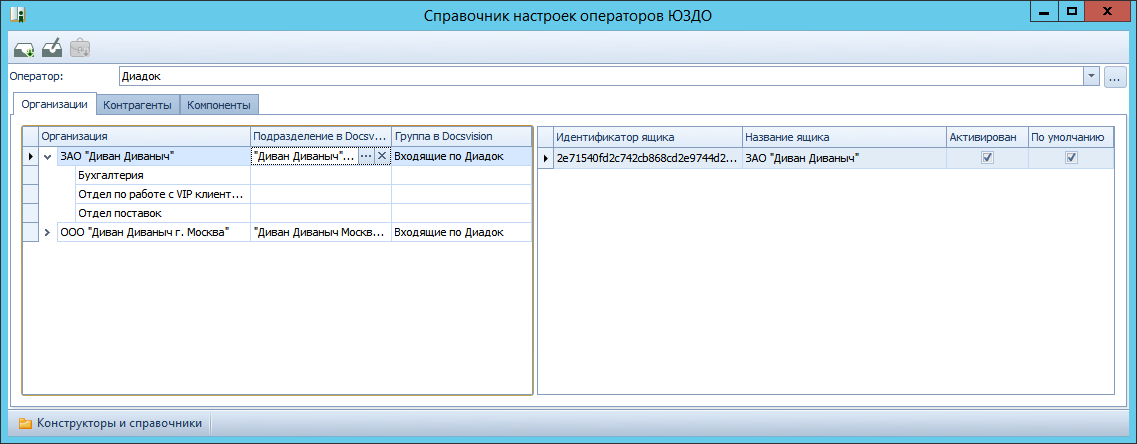 Справочник настроек операторов ЮЗДО
Оператор: Диадок ...
Организации Контрагенты Компоненты
Организация Подразделение в Docsv... Группа в Docsvision
ЗАО "Диван Диваныч" "Диван Диваныч"... ... Входящие по Диадок
Бухгалтерия
Отдел по работе с VIP клиент...
Отдел поставок
ООО "Диван Диваныч г. Москва" "Диван Диваныч Москв... Входящие по Диадок
Идентификатор ящика Название ящика Активирован По умолчанию
2e71540fd2c742cb868cd2e9744d2... ЗАО "Диван Диваныч"
Конструкторы и справочники